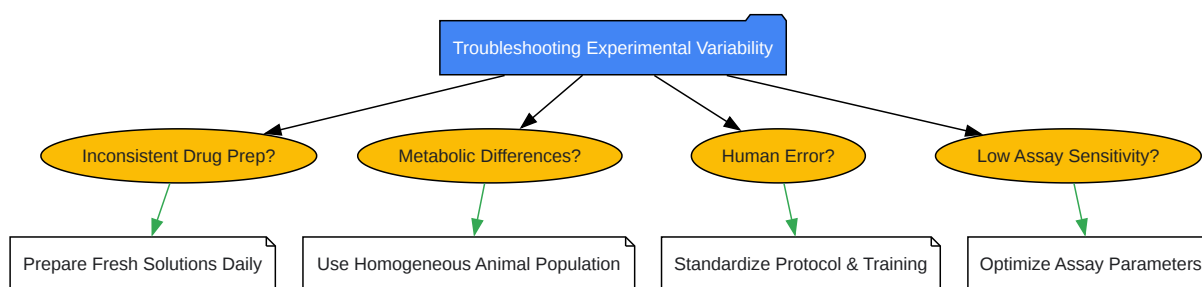 Troubleshooting Experimental Variability
Inconsistent Drug Prep?
Metabolic Differences?
Human Error?
Low Assay Sensitivity?
Prepare Fresh Solutions Daily
Use Homogeneous Animal Population
Standardize Protocol & Training
Optimize Assay Parameters